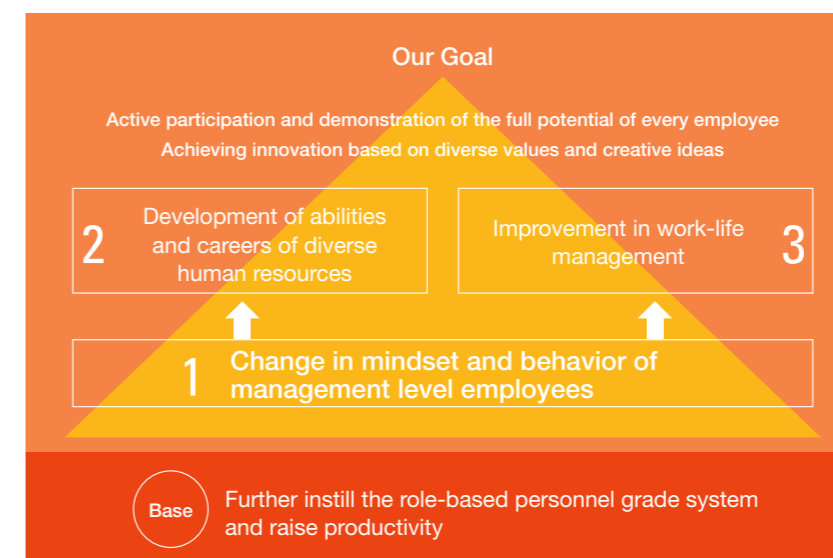 Our Goal
Active participation and demonstration of the full potential of every employee
Achieving innovation based on diverse values and creative ideas
2
Development of abilities
and careers of diverse
human resources
Improvement in work-life
management
3
1
Change in mindset and behavior of
management level employees
Base
Further instill the role-based personnel grade system
and raise productivity